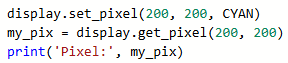 display.set_pixel(200, 200, CYAN)
my_pix = display.get_pixel(200, 200)
print('Pixel:', my_pix)